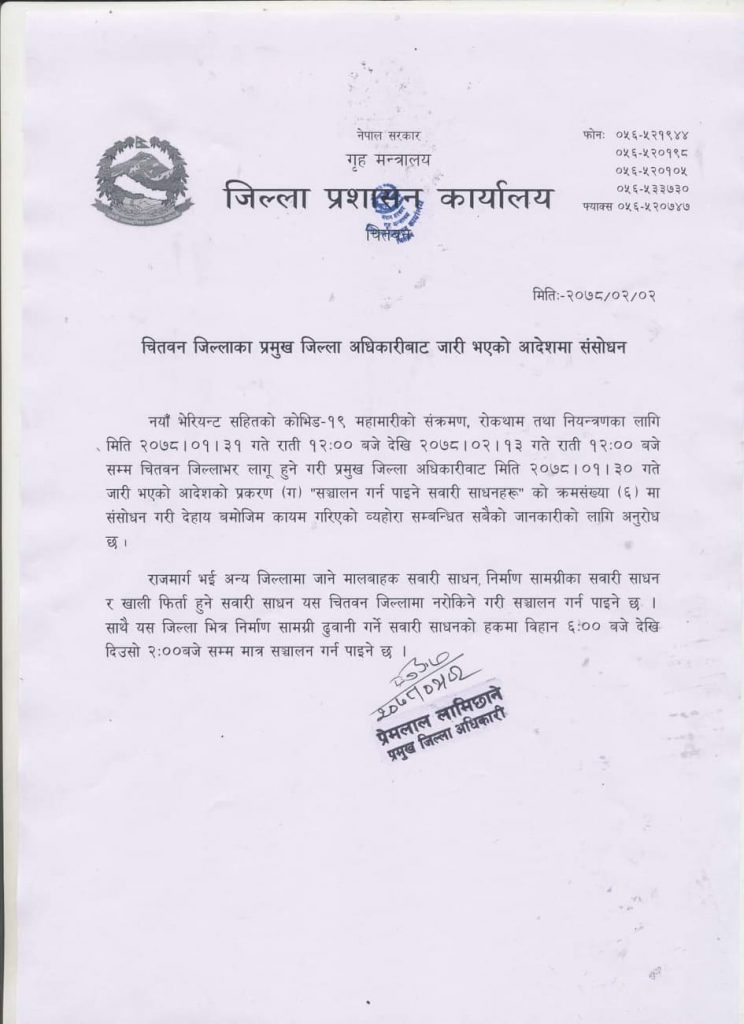 नेपाल सरकार
गृह मन्त्रालय
जिल्ला प्रशासन कार्यालय
चितवन
फोनः ०५६-५२१९४४
०५६-५२०१९८
०५६-५२०१०५
०५६-५३३७३०
फ्याक्स ०५६-५२०७४७
मितिः-२०७८/०२/०२
चितवन जिल्लाका प्रमुख जिल्ला अधिकारीबाट जारी भएको आदेशमा संसोधन
नयाँ भेरियन्ट सहितको कोभिड-१९ महामारीको संक्रमण, रोकथाम तथा नियन्त्रणका लागि
मिति २०७८।०१।३१ गते राती १२:०० बजे देखि २०७८।०२।१३ गते राती १२:०० बजे
सम्म चितवन जिल्लाभर लागू हुने गरी प्रमुख जिल्ला अधिकारीबाट मिति २०७८।०१।३० गते
जारी भएको आदेशको प्रकरण (ग) "सञ्चालन गर्न पाइने सवारी साधनहरू" को क्रमसंख्या (६) मा
संसोधन गरी देहाय बमोजिम कायम गरिएको व्यहोरा सम्बन्धित सबैको जानकारीको लागि अनुरोध
छ ।
राजमार्ग भई अन्य जिल्लामा जाने मालबाहक सवारी साधन, निर्माण सामग्रीका सवारी साधन
र खाली फिर्ता हुने सवारी साधन यस चितवन जिल्लामा नरोकिने गरी सञ्चालन गर्न पाइने छ ।
साथै यस जिल्ला भित्र निर्माण सामग्री ढुवानी गर्ने सवारी साधनको हकमा विहान ६:०० बजे देखि
दिउसो २:००बजे सम्म मात्र सञ्चालन गर्न पाइने छ ।
प्रेमलाल लामिछाने
प्रमुख जिल्ला अधिकारी